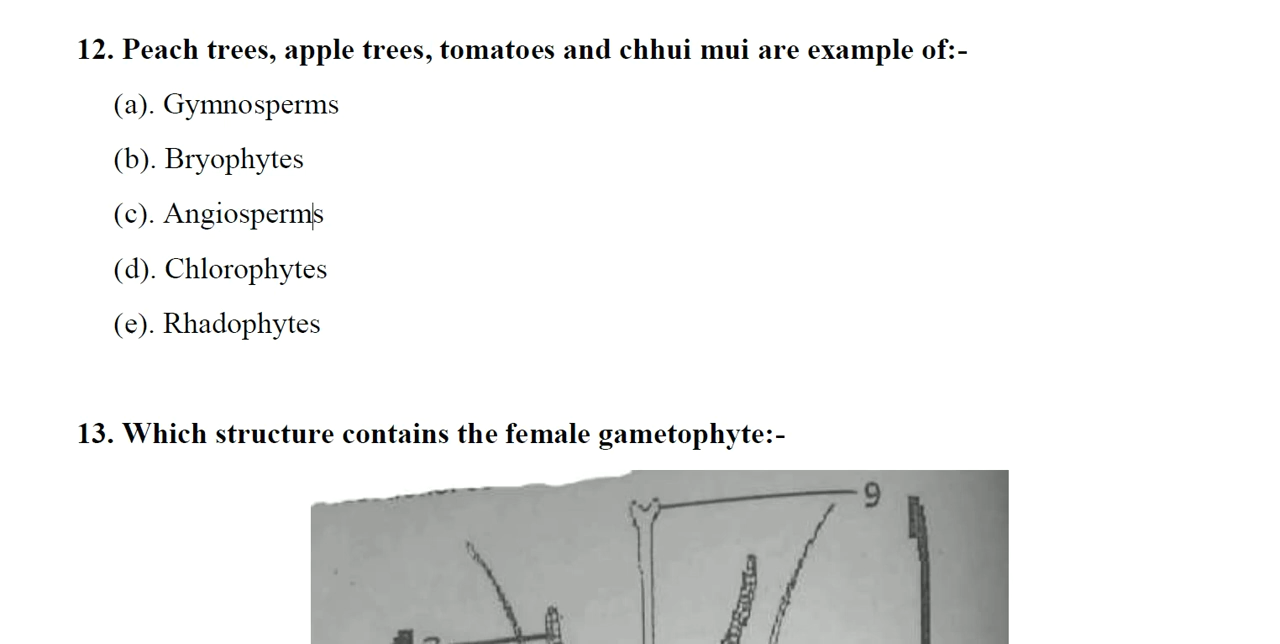 12. Peach trees, apple trees, tomatoes and chhui mui are example of:-
(a). Gymnosperms
(b). Bryophytes
(c). Angiosperms
(d). Chlorophytes
(e). Rhadophytes
13. Which structure contains the female gametophyte:-
9